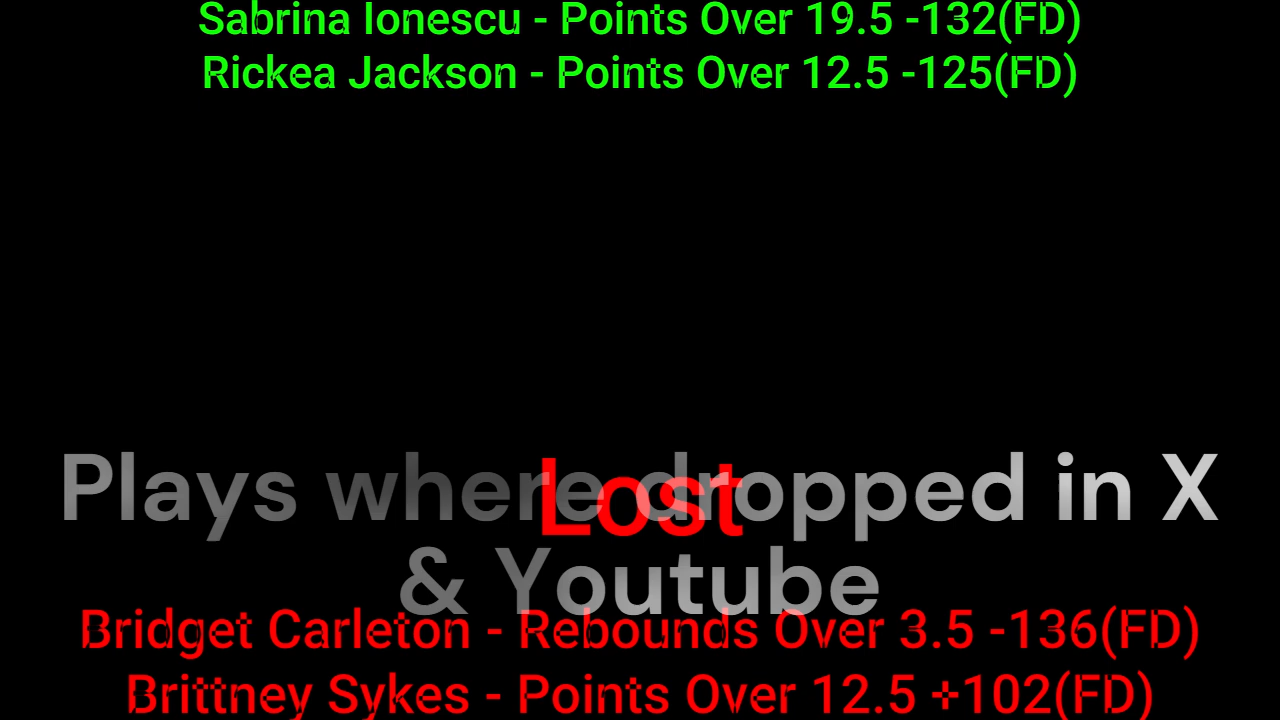 Sabrina Ionescu - Points Over 19.5 -132(FD)
Rickea Jackson - Points Over 12.5 -125(FD)
Plays where dropped in X
Lost
& Youtube
Bridget Carleton - Rebounds Over 3.5 -136(FD)
Brittney Sykes - Points Over 12.5 +102(FD)